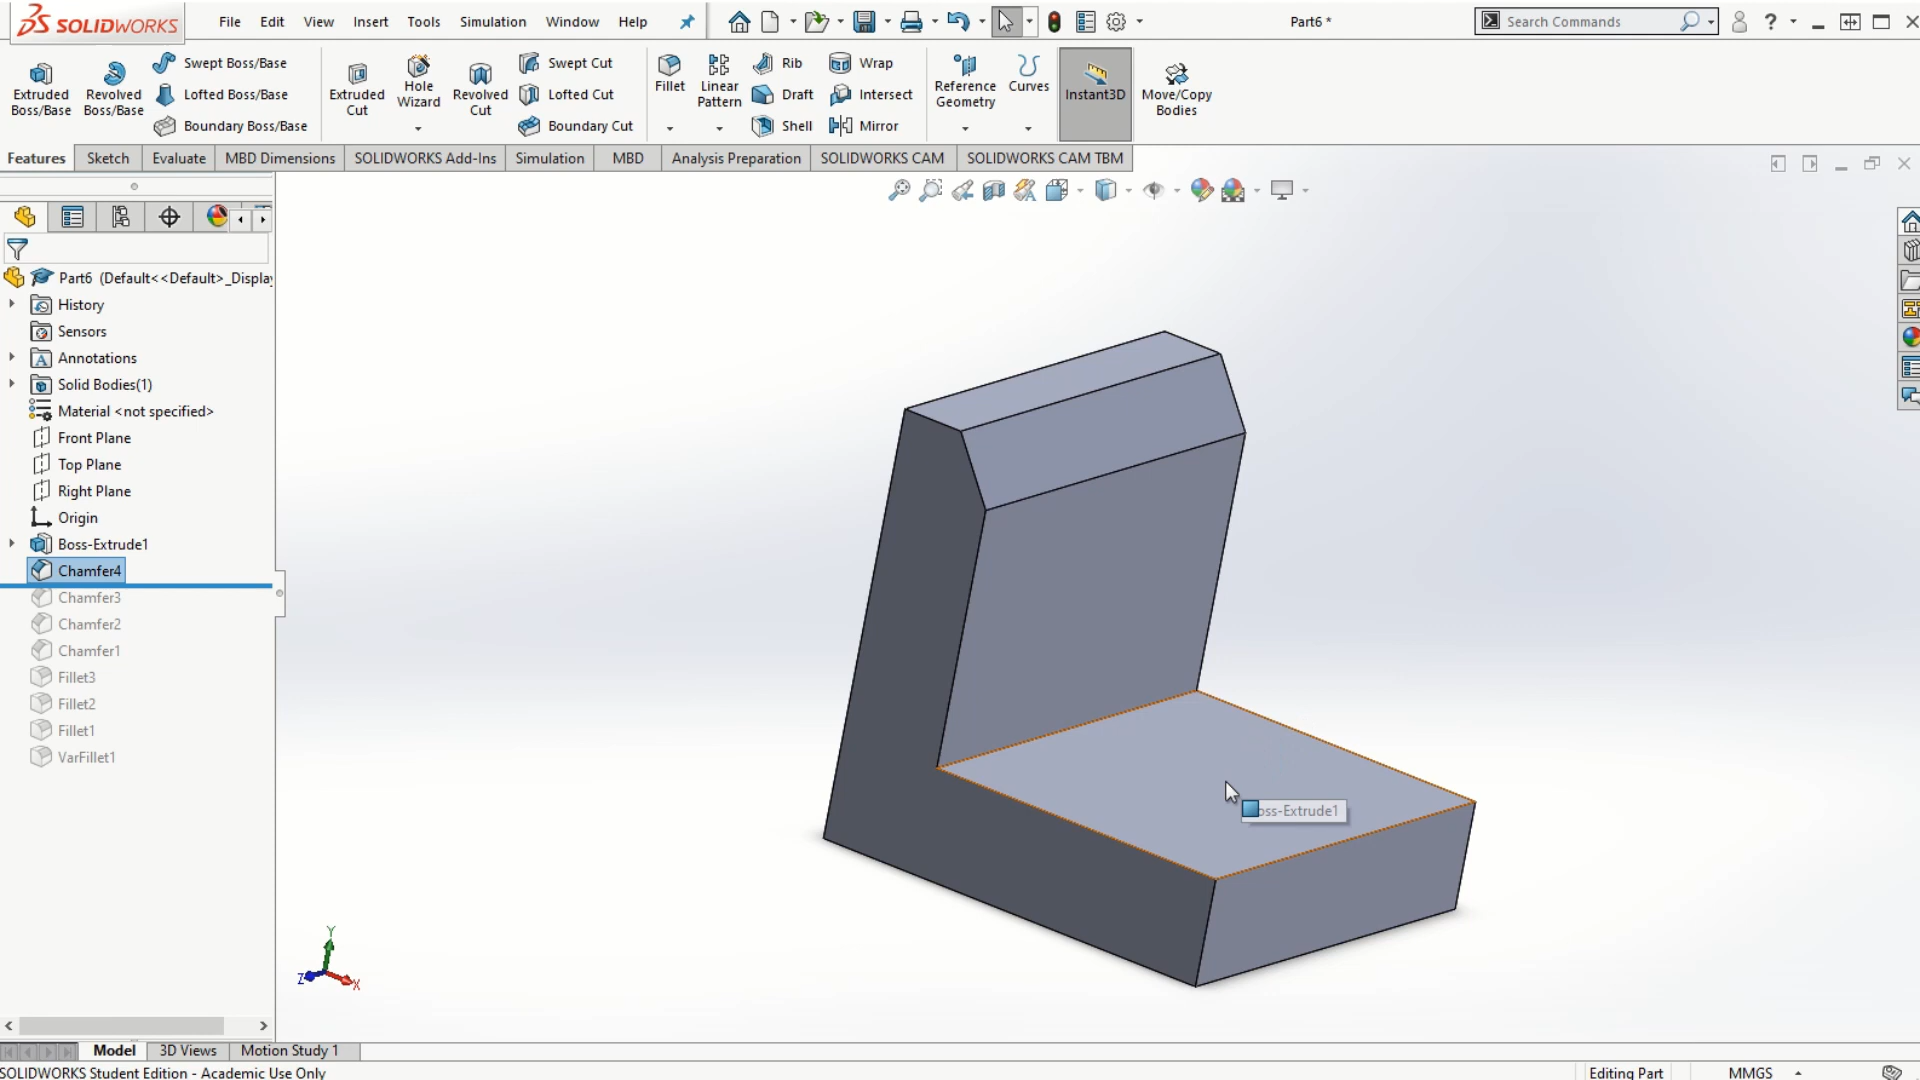 SOLIDWORKS
File Edit View Insert Tools Simulation Window Help
Part6 *
Search Commands
?
Extruded Boss/Base
Revolved Boss/Base
Swept Boss/Base
Lofted Boss/Base
Boundary Boss/Base
Extruded Cut
Hole Wizard
Revolved Cut
Swept Cut
Lofted Cut
Boundary Cut
Fillet
Linear Pattern
Rib
Draft
Shell
Wrap
Intersect
Mirror
Reference Geometry
Curves
Instant3D
Move/Copy Bodies
Features Sketch Evaluate MBD Dimensions SOLIDWORKS Add-Ins Simulation MBD Analysis Preparation SOLIDWORKS CAM SOLIDWORKS CAM TBM
Part6 (Default<<Default>_Display
History
Sensors
Annotations
Solid Bodies(1)
Material <not specified>
Front Plane
Top Plane
Right Plane
Origin
Boss-Extrude1
Chamfer4
Chamfer3
Chamfer2
Chamfer1
Fillet3
Fillet2
Fillet1
VarFillet1
oss-Extrude1
Y
Z
X
Model 3D Views Motion Study 1
SOLIDWORKS Student Edition - Academic Use Only
Editing Part
MMGS